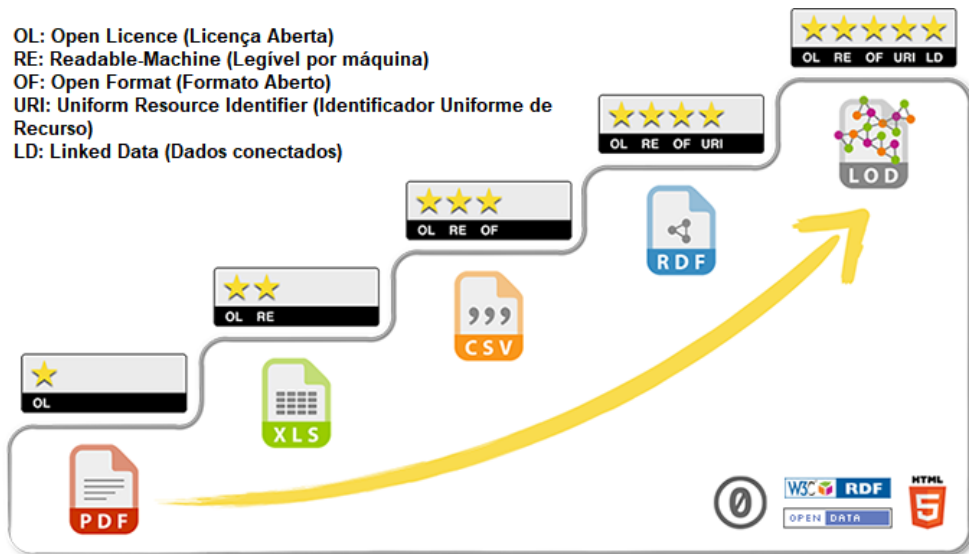 OL: Open Licence (Licença Aberta)
RE: Readable-Machine (Legível por máquina)
OF: Open Format (Formato Aberto)
URI: Uniform Resource Identifier (Identificador Uniforme de
Recurso)
LD: Linked Data (Dados conectados)
OL RE OF URI LD
LOD
OL RE OF URI
RDF
OL RE OF
CSV
OL RE
XLS
OL
PDF
0
W3C RDF
OPEN DATA
HTML
5